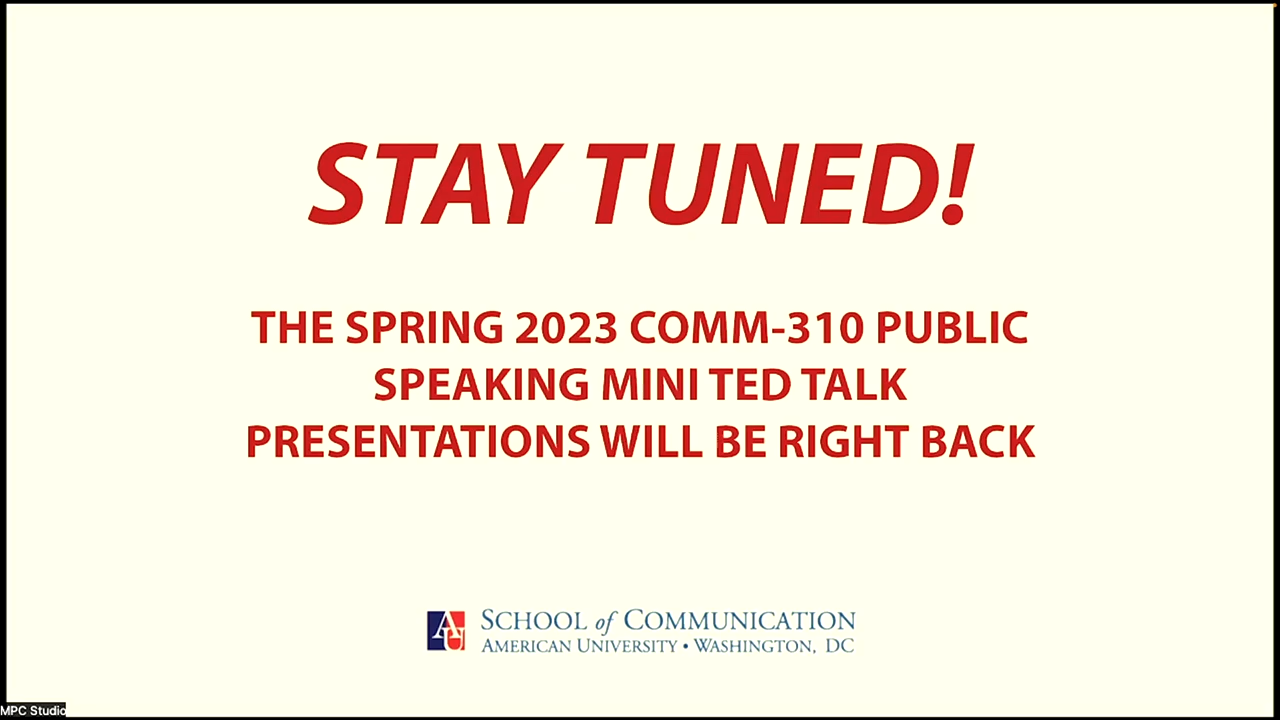 STAY TUNED!
THE SPRING 2023 COMM-310 PUBLIC
SPEAKING MINI TED TALK
PRESENTATIONS WILL BE RIGHT BACK
AU
SCHOOL of COMMUNICATION
AMERICAN UNIVERSITY • WASHINGTON, DC
MPC Studio